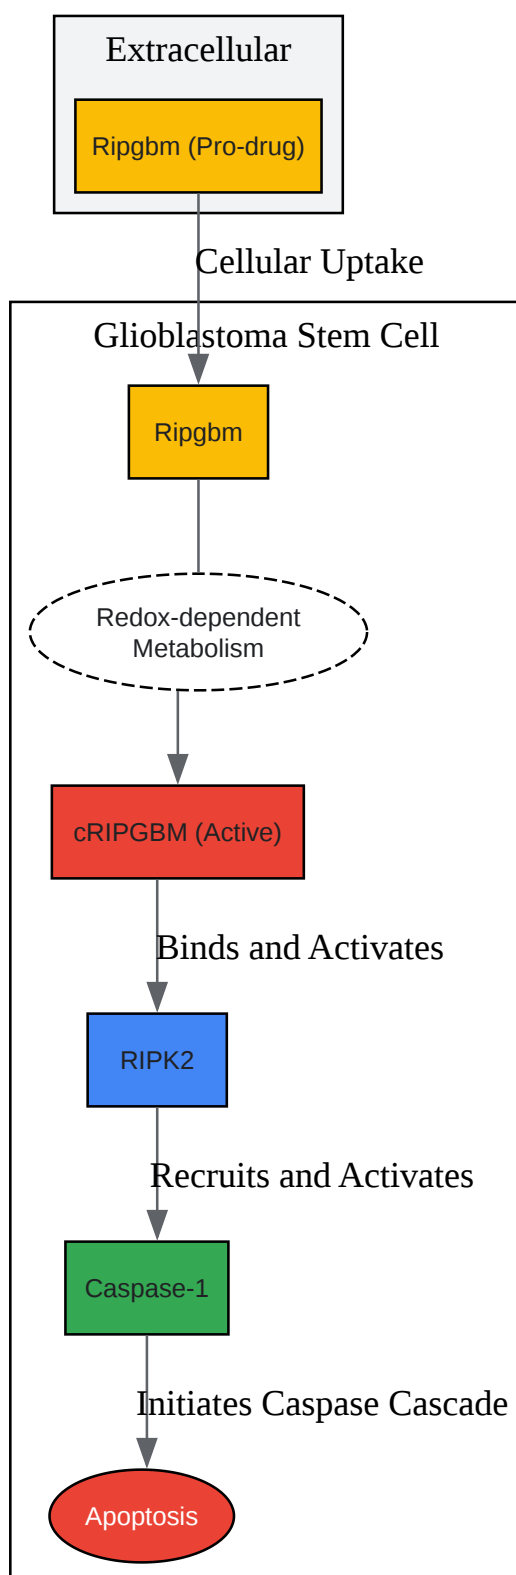 Extracellular
Ripgbm (Pro-drug)
Cellular Uptake
Glioblastoma Stem Cell
Ripgbm
Redox-dependent
Metabolism
cRIPGBM (Active)
Binds and Activates
RIPK2
Recruits and Activates
Caspase-1
Initiates Caspase Cascade
Apoptosis